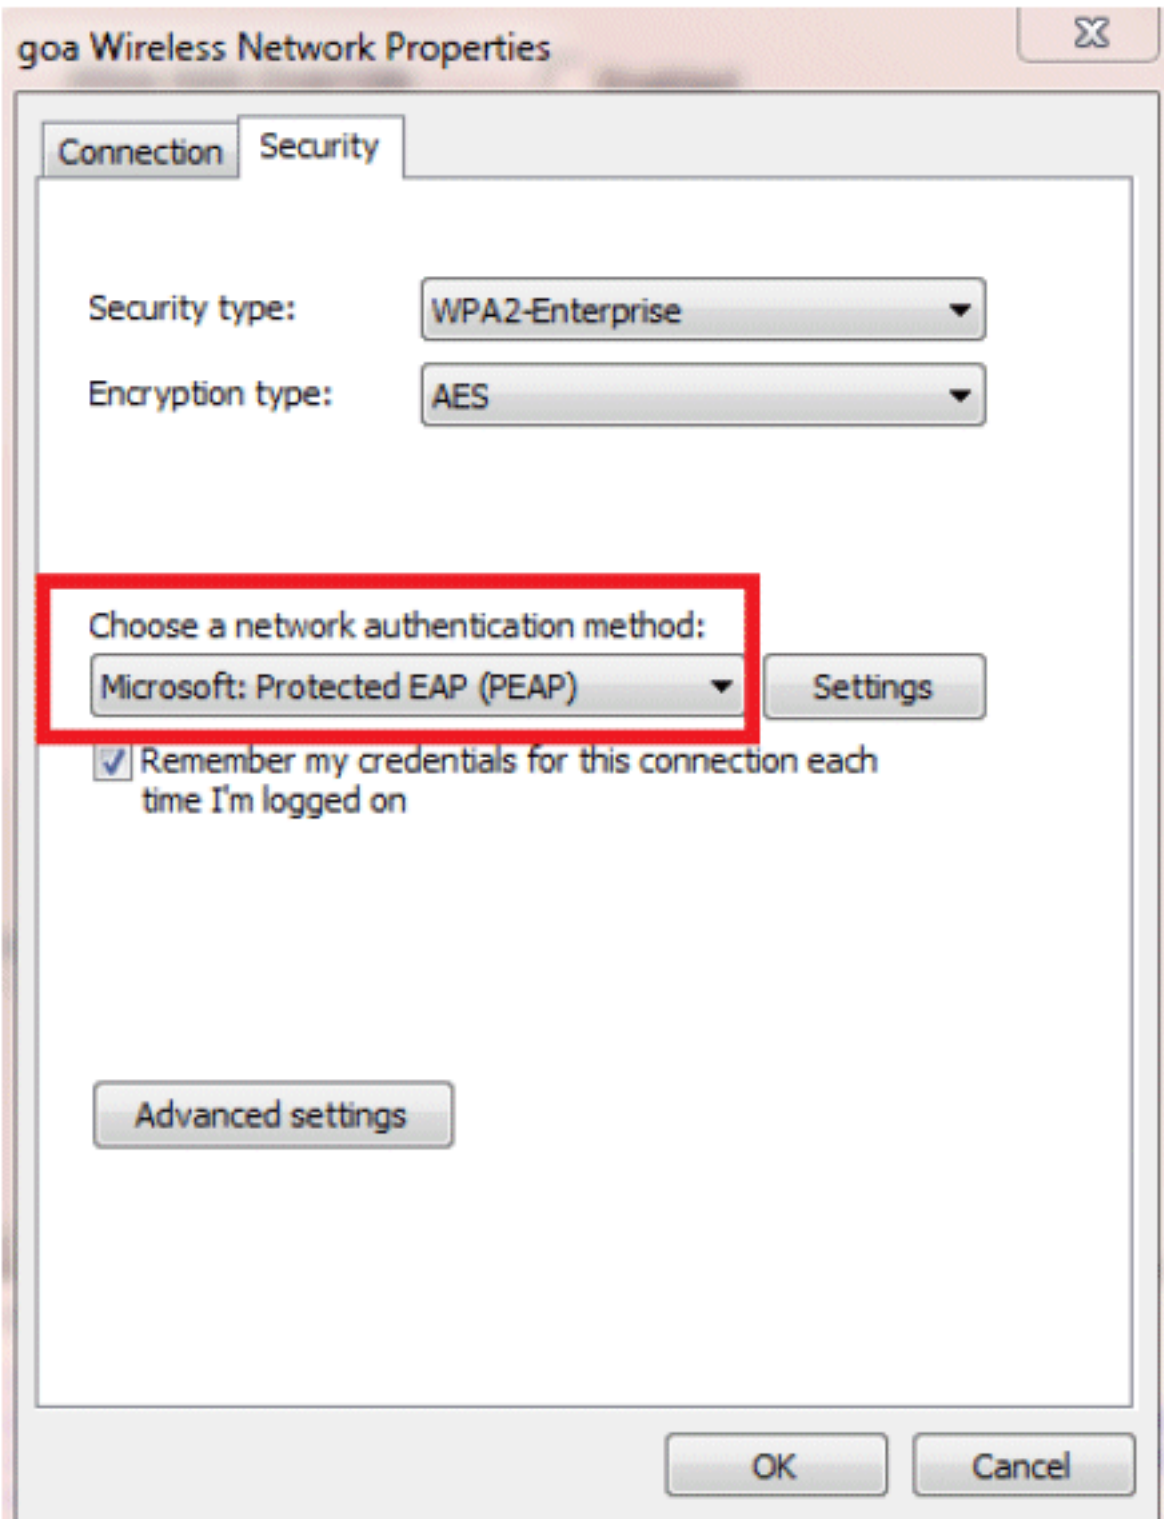 goa Wireless Network Properties
Connection
Security
Security type:
WPA2-Enterprise
Encryption type:
AES
Choose a network authentication method:
Microsoft: Protected EAP (PEAP)
Settings
Remember my credentials for this connection each
time I'm logged on
Advanced settings
OK
Cancel